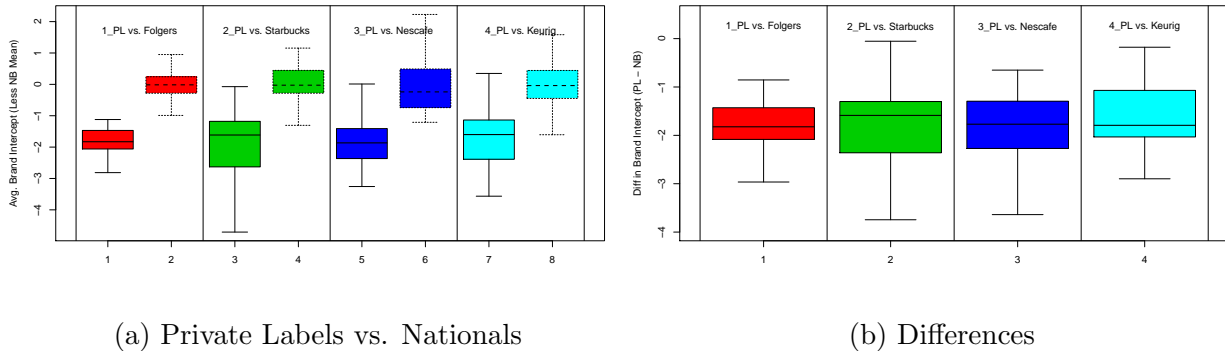 1_PL vs. Folgers 2_PL vs. Starbucks 3_PL vs. Nescafe 4_PL vs. Keurig
Avg. Brand Intercept (Less NB Mean)
2
1
0
−1
−2
−3
−4
1 2 3 4 5 6 7 8
(a) Private Labels vs. Nationals
1_PL vs. Folgers 2_PL vs. Starbucks 3_PL vs. Nescafe 4_PL vs. Keurig
Diff in Brand Intercept (PL − NB)
0
−1
−2
−3
−4
1 2 3 4
(b) Differences